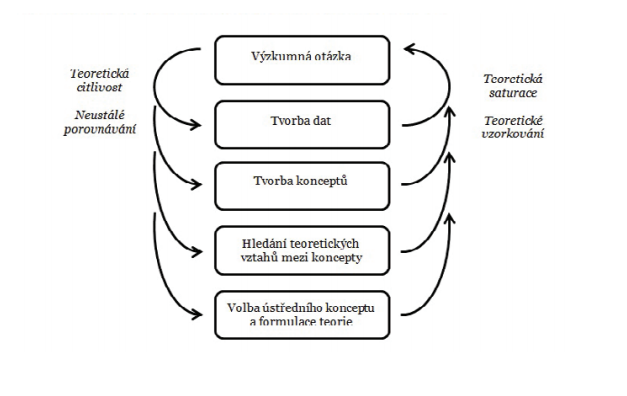 Výzkumná otázka
Teoretická
citlivost
Neustálé
porovnávání
Teoretická
saturace
Teoretické
vzorkování
Tvorba dat
Tvorba konceptů
Hledání teoretických
vztahů mezi koncepty
Volba ústředního konceptu
a formulace teorie